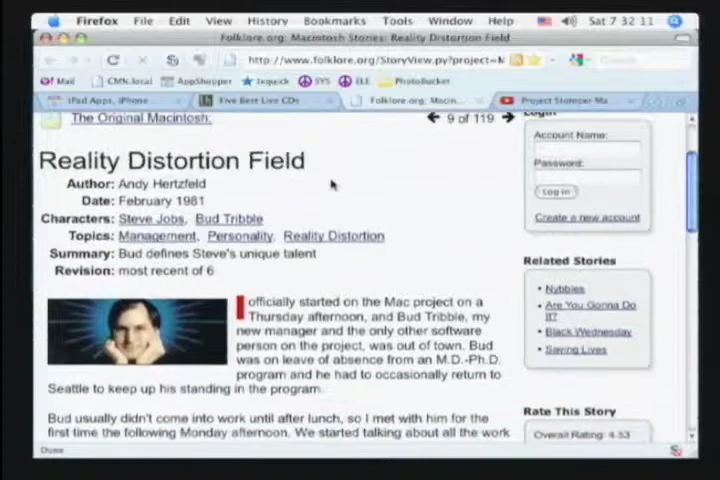 Firefox File Edit View History Bookmarks Tools Window Help Sat 7 32 11
Folklore.org: Macintosh Stories: Reality Distortion Field
http://www.folklore.org/StoryView.py?project=M
Mail CMN.local AppShopper Ixquick SYS ELE PhotoBucket
iPad Apps, iPhone Five Best Live CDs Folklore.org: Macin... Project Stomper Ma
The Original Macintosh: 9 of 119
Login
Reality Distortion Field
Author: Andy Hertzfeld
Date: February 1981
Characters: Steve Jobs, Bud Tribble
Topics: Management, Personality, Reality Distortion
Summary: Bud defines Steve's unique talent
Revision: most recent of 6
I officially started on the Mac project on a
Thursday afternoon, and Bud Tribble, my
new manager and the only other software
person on the project, was out of town. Bud
was on leave of absence from an M.D.-Ph.D.
program and he had to occasionally return to
Seattle to keep up his standing in the program.
Bud usually didn't come into work until after lunch, so I met with him for the
first time the following Monday afternoon. We started talking about all the work
Account Name:
Password:
Log in
Create a new account
Related Stories
Nybbles
Are You Gonna Do
It?
Black Wednesday
Saving Lives
Rate This Story
Overall Rating: 4.53
Done